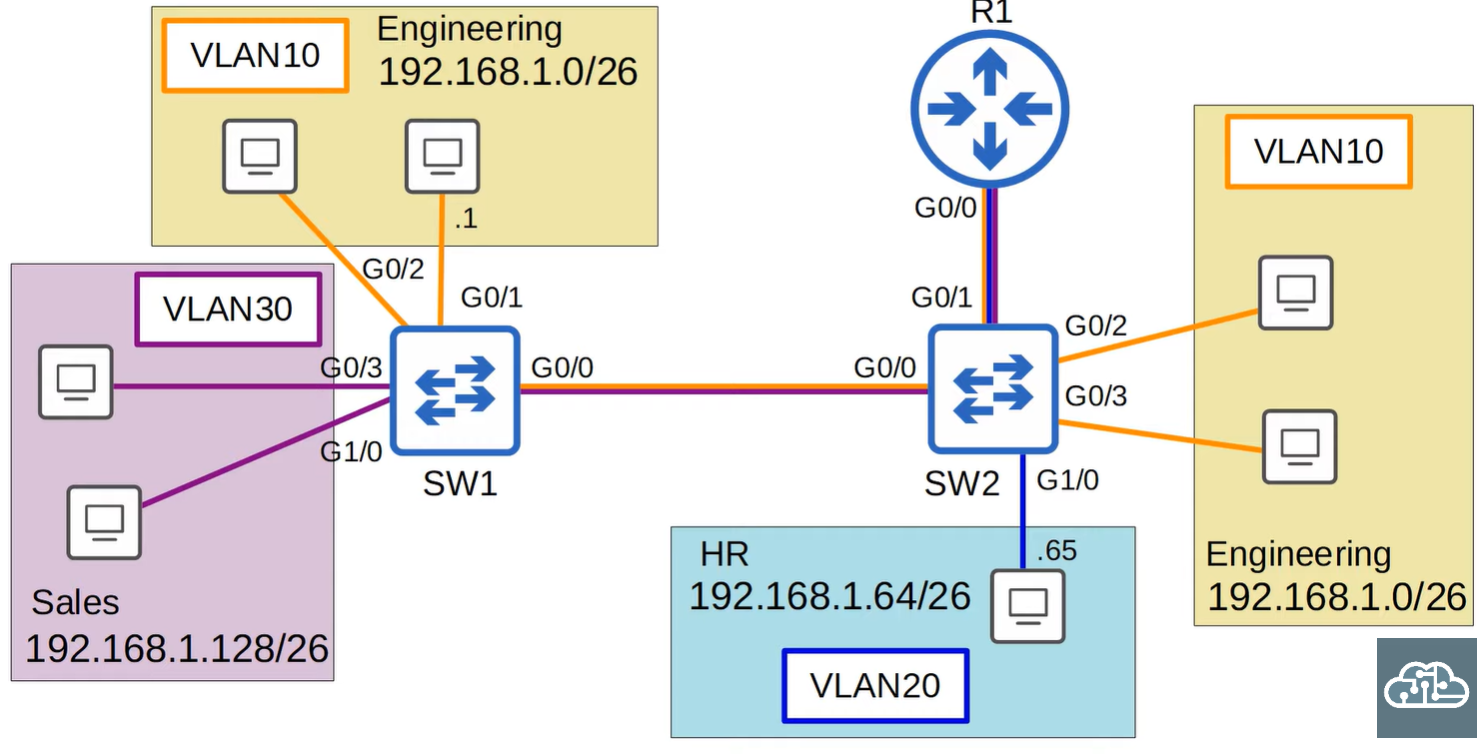 R1
VLAN10
Engineering
192.168.1.0/26
.1
G0/2
G0/1
VLAN30
G0/3
G1/0
Sales
192.168.1.128/26
G0/0
SW1
G0/0
G0/1
G0/0
SW2
G0/2
G0/3
G1/0
VLAN10
Engineering
192.168.1.0/26
HR
192.168.1.64/26
.65
VLAN20